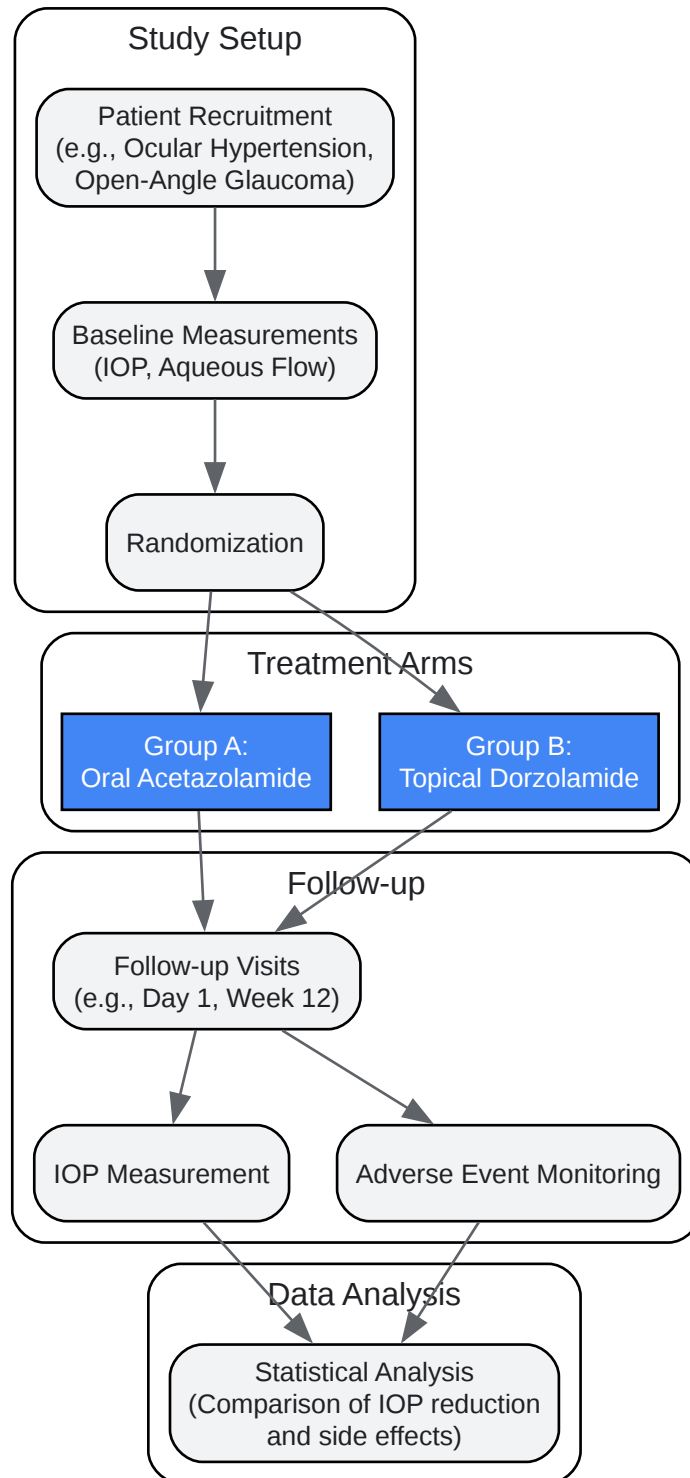 Study Setup
Patient Recruitment
(e.g., Ocular Hypertension,
Open-Angle Glaucoma)
Baseline Measurements
(IOP, Aqueous Flow)
Randomization
Treatment Arms
Group A:
Oral Acetazolamide
Group B:
Topical Dorzolamide
Follow-up
Follow-up Visits
(e.g., Day 1, Week 12)
IOP Measurement
Adverse Event Monitoring
Data Analysis
Statistical Analysis
(Comparison of IOP reduction
and side effects)